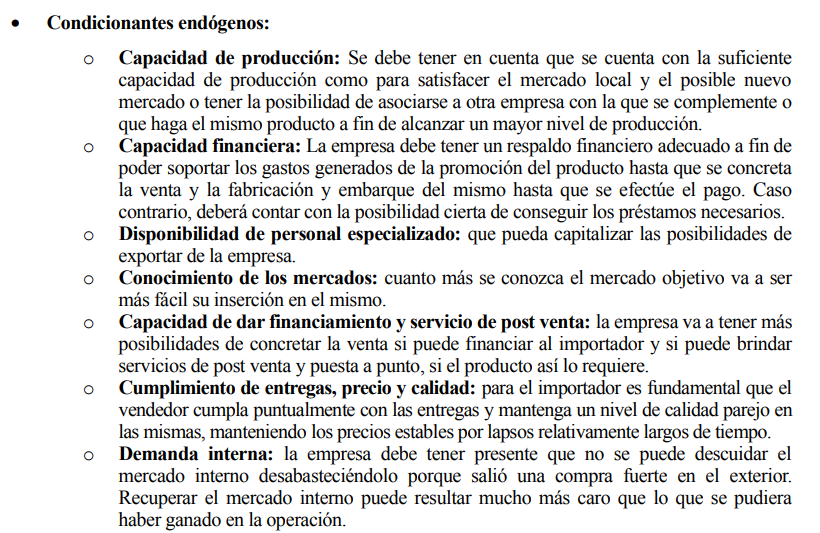 • Condicionantes endógenos:
o Capacidad de producción: Se debe tener en cuenta que se cuenta con la suficiente
capacidad de producción como para satisfacer el mercado local y el posible nuevo
mercado o tener la posibilidad de asociarse a otra empresa con la que se complemente o
que haga el mismo producto a fin de alcanzar un mayor nivel de producción.
o Capacidad financiera: La empresa debe tener un respaldo financiero adecuado a fin de
poder soportar los gastos generados de la promoción del producto hasta que se concreta
la venta y la fabricación y embarque del mismo hasta que se efectúe el pago. Caso
contrario, deberá contar con la posibilidad cierta de conseguir los préstamos necesarios.
o Disponibilidad de personal especializado: que pueda capitalizar las posibilidades de
exportar de la empresa.
o Conocimiento de los mercados: cuanto más se conozca el mercado objetivo va a ser
más fácil su inserción en el mismo.
o Capacidad de dar financiamiento y servicio de post venta: la empresa va a tener más
posibilidades de concretar la venta si puede financiar al importador y si puede brindar
servicios de post venta y puesta a punto, si el producto así lo requiere.
o Cumplimiento de entregas, precio y calidad: para el importador es fundamental que el
vendedor cumpla puntualmente con las entregas y mantenga un nivel de calidad parejo en
las mismas, manteniendo los precios estables por lapsos relativamente largos de tiempo.
o Demanda interna: la empresa debe tener presente que no se puede descuidar el
mercado interno desabasteciéndolo porque salió una compra fuerte en el exterior.
Recuperar el mercado interno puede resultar mucho más caro que lo que se pudiera
haber ganado en la operación.